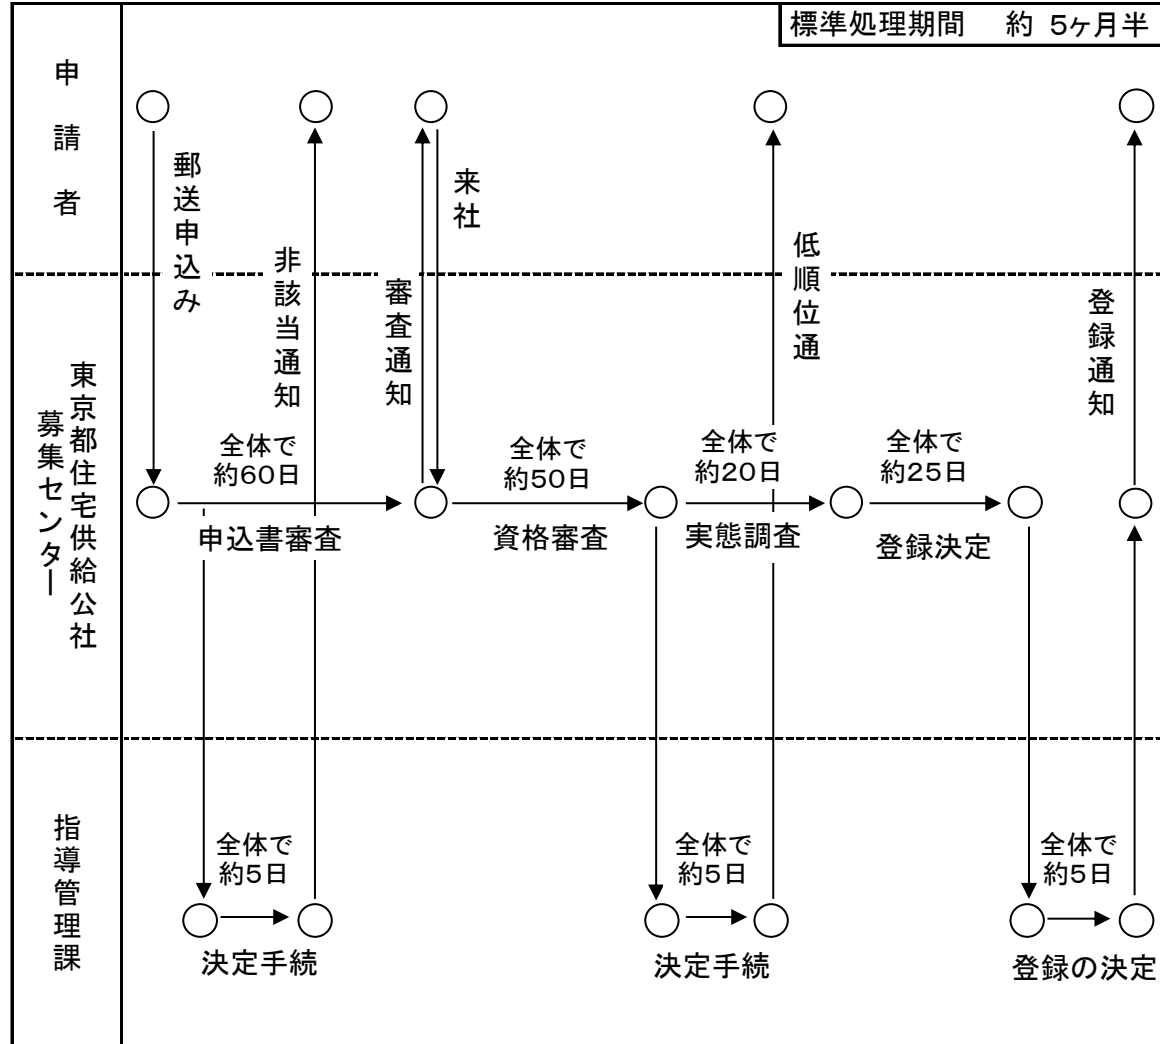 標準処理期間　約 5ヶ月半
申請者
郵送申込み
非該当通知
審査通知
来社
低順位通
登録通知
東京都住宅供給公社
募集センター
全体で
約60日
申込書審査
全体で
約50日
資格審査
全体で
約20日
実態調査
全体で
約25日
登録決定
指導管理課
全体で
約5日
決定手続
全体で
約5日
決定手続
全体で
約5日
登録の決定